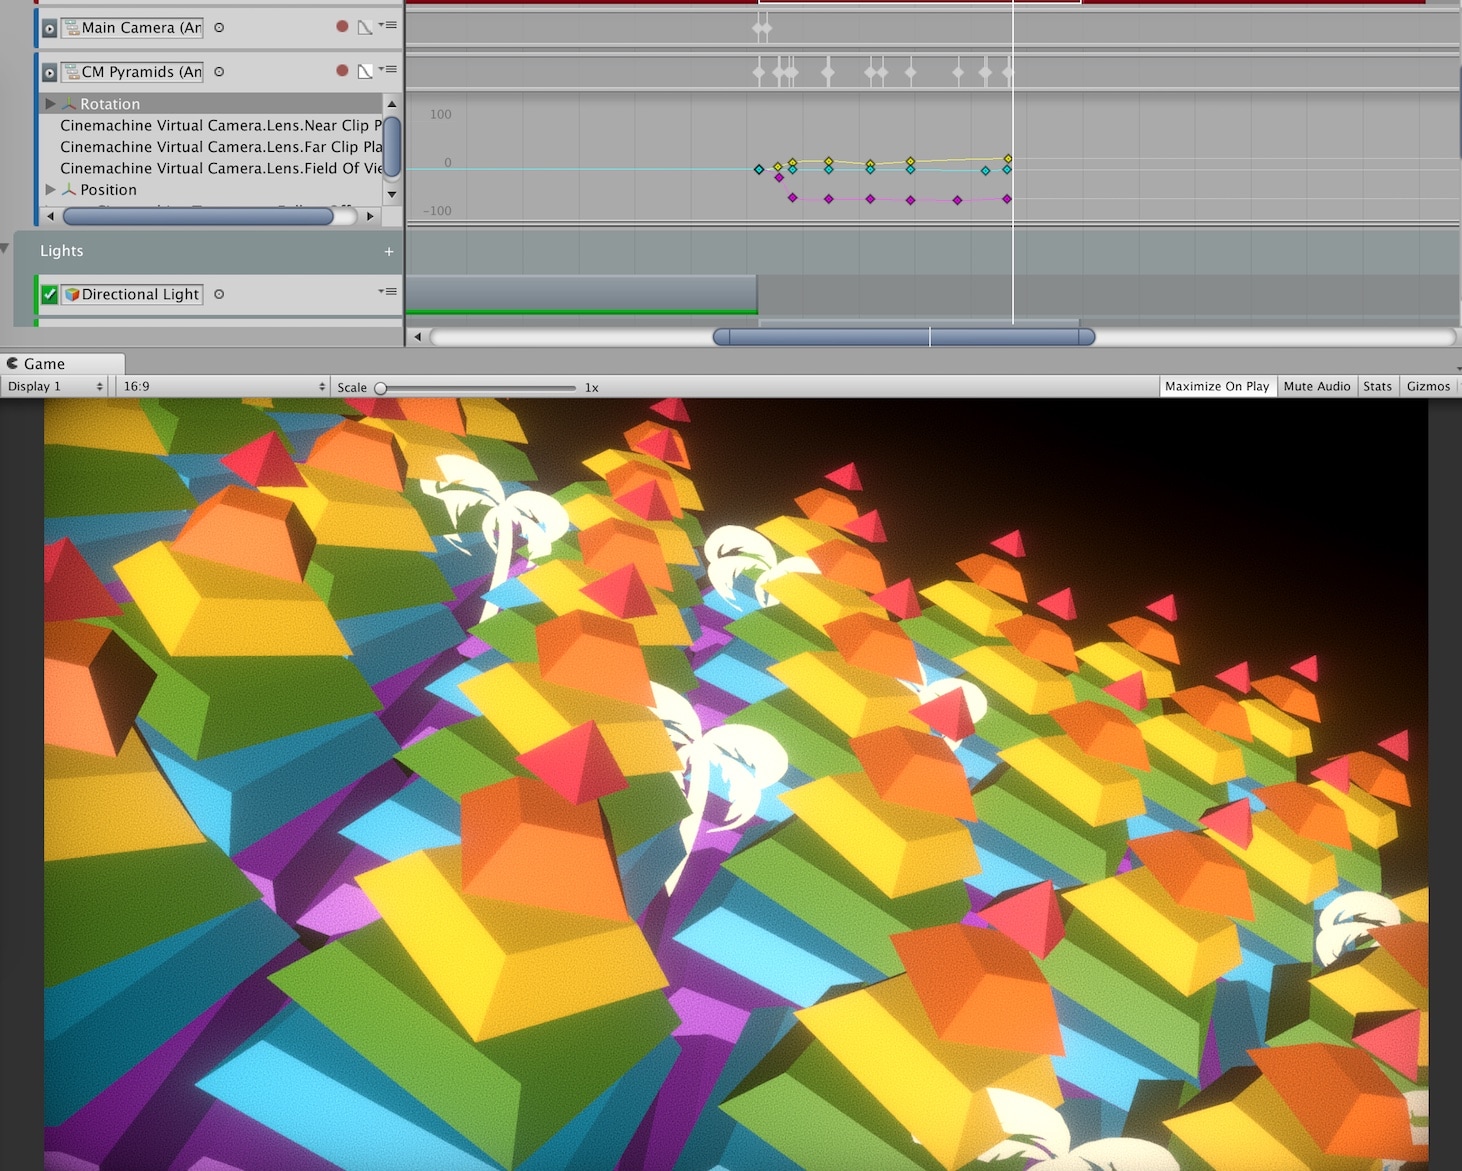 Main Camera (An
CM Pyramids (An
Rotation
Cinemachine Virtual Camera.Lens.Near Clip P
Cinemachine Virtual Camera.Lens.Far Clip Pla
Cinemachine Virtual Camera.Lens.Field Of Vie
Position
100
0
-100
Lights +
Directional Light
Game
Display 1 16:9 Scale 1x Maximize On Play Mute Audio Stats Gizmos